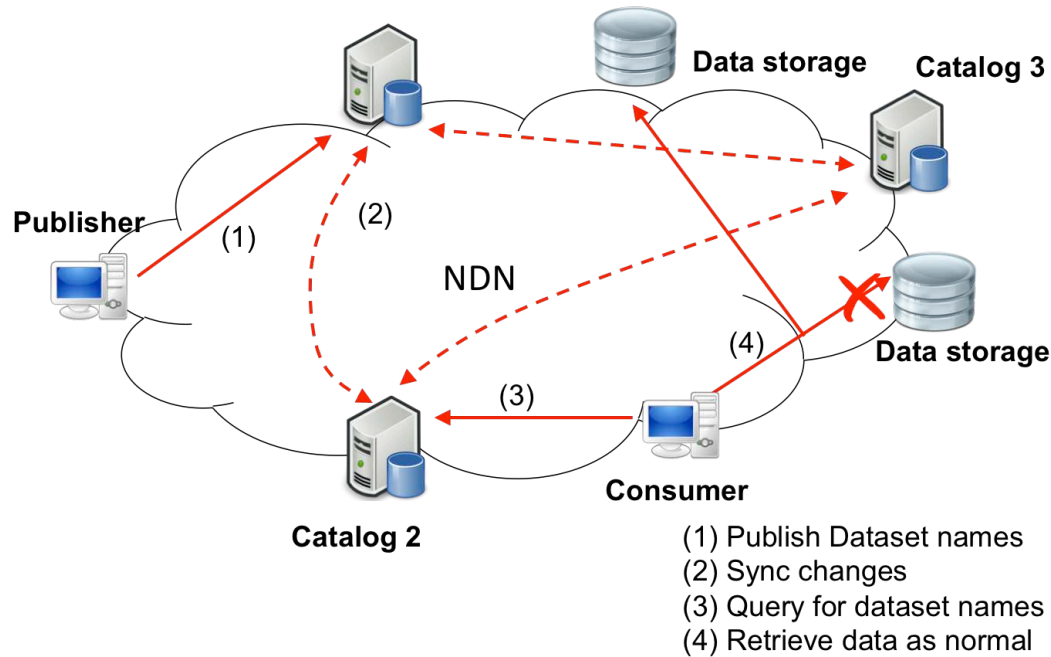 Data storage
Catalog 3
Publisher
(1)
(2)
NDN
(4)
Data storage
(3)
Consumer
Catalog 2
(1) Publish Dataset names
(2) Sync changes
(3) Query for dataset names
(4) Retrieve data as normal